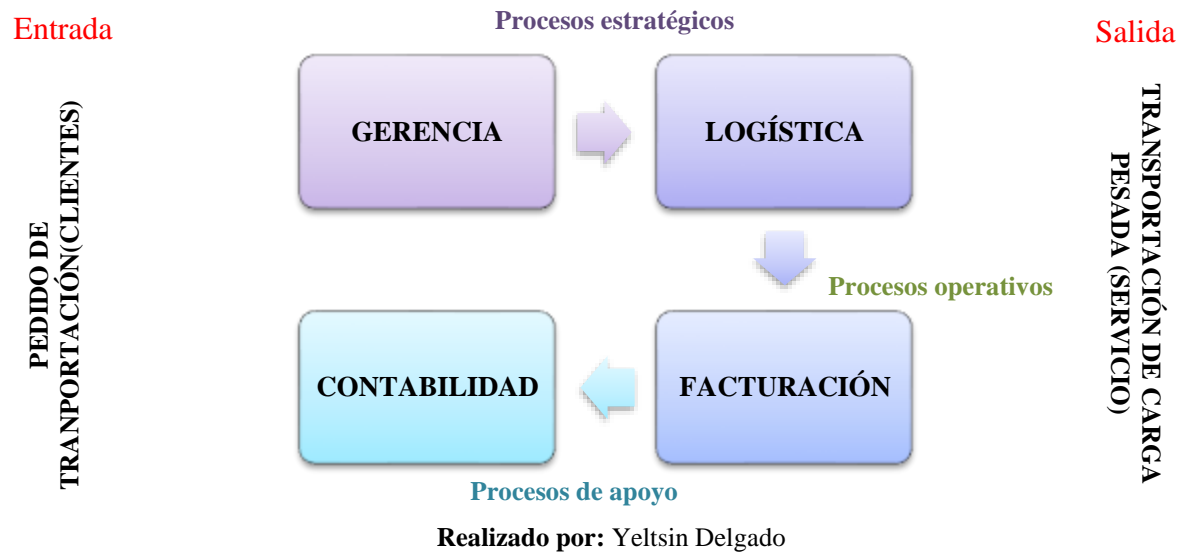 Procesos estratégicos
Entrada
Salida
GERENCIA
LOGÍSTICA
PEDIDO DE
TRANPORTACIÓN(CLIENTES)
TRANSPORTACIÓN DE CARGA
PESADA (SERVICIO)
Procesos operativos
CONTABILIDAD
FACTURACIÓN
Procesos de apoyo
Realizado por: Yeltsin Delgado